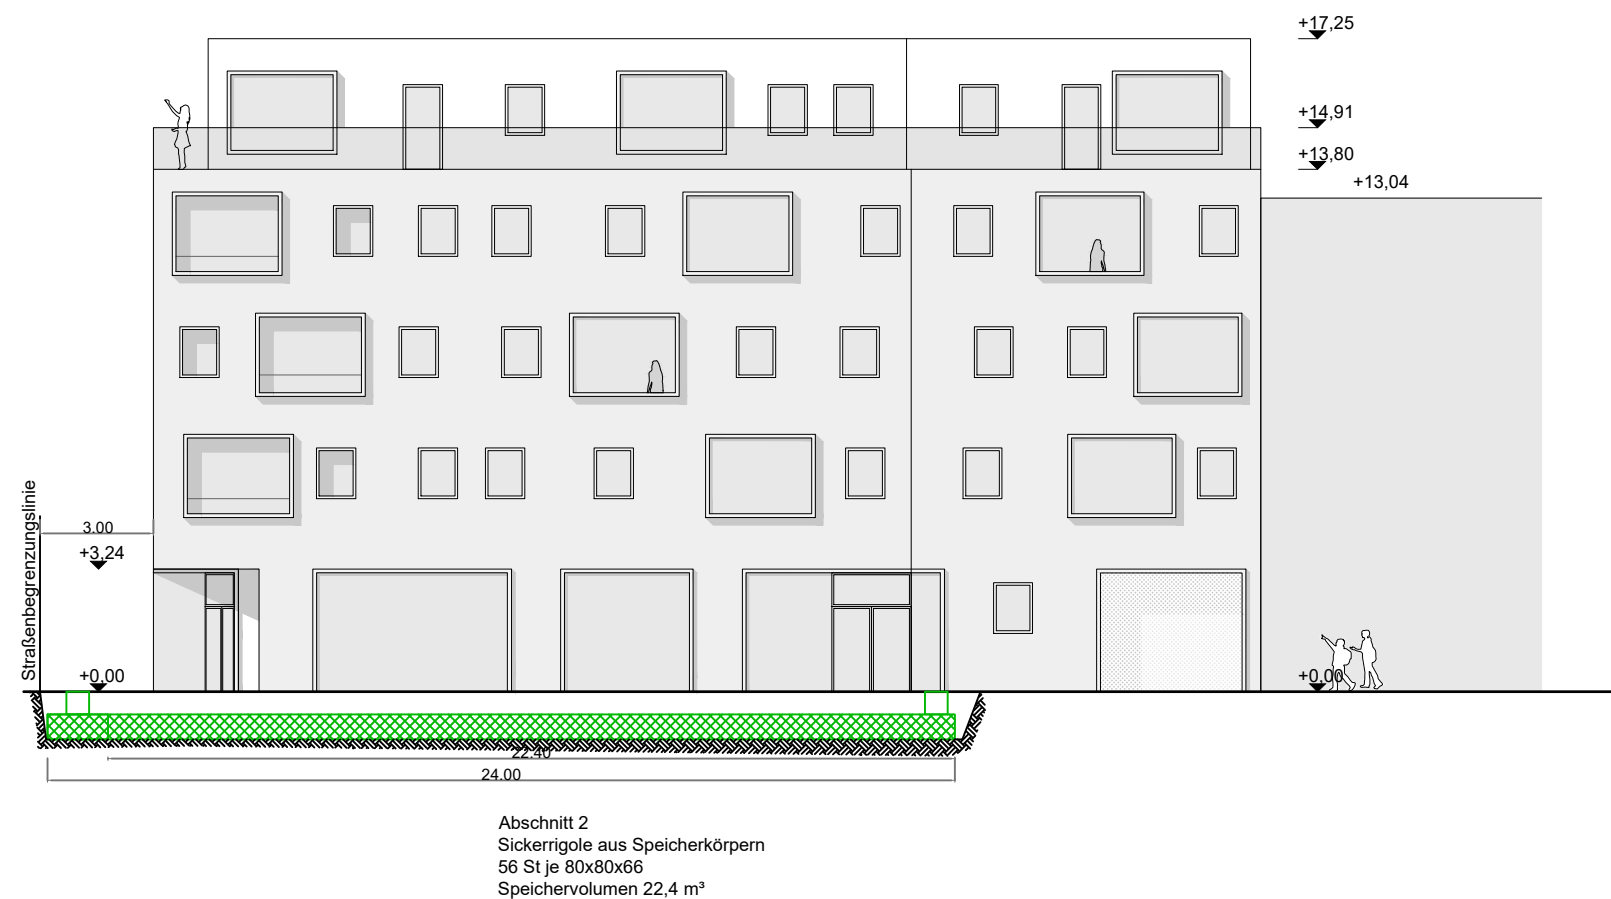 +17,25
+14,91
+13,80
+13,04
Straßenbegrenzungslinie
3.00
+3,24
+0,00
+0,00
22.40
24.00
Abschnitt 2
Sickerrigole aus Speicherkörpern
56 St je 80x80x66
Speichervolumen 22,4 m³